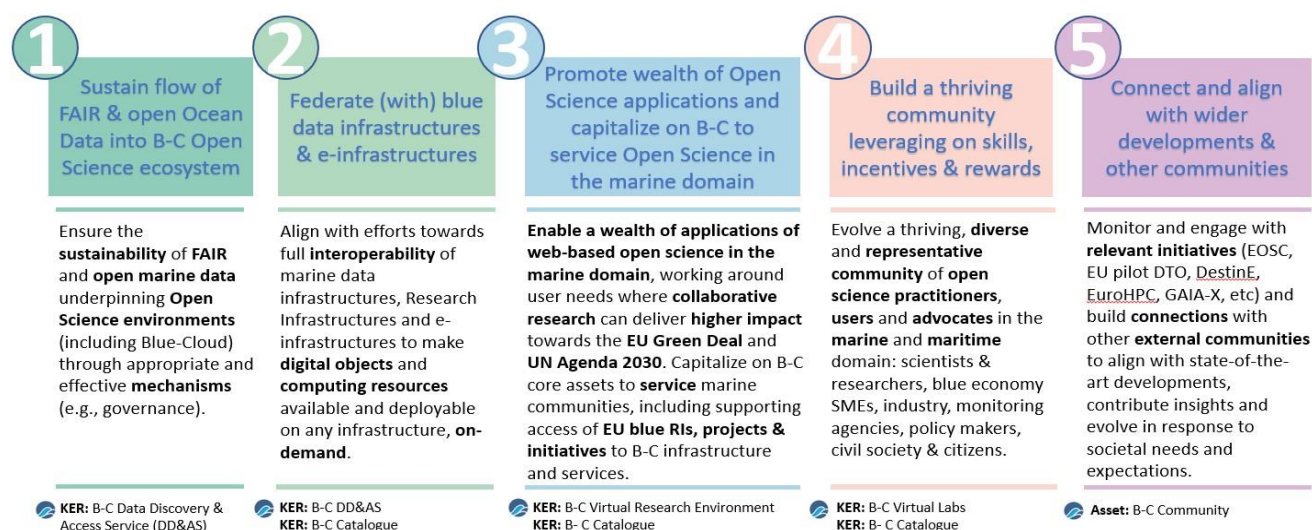 1
Sustain flow of
FAIR & open Ocean
Data into B-C Open
Science ecosystem
Ensure the
sustainability of FAIR
and open marine data
underpinning Open
Science environments
(including Blue-Cloud)
through appropriate and
effective mechanisms
(e.g., governance).
KER: B-C Data Discovery &
Access Service (DD&AS)
2
Federate (with) blue
data infrastructures
& e-infrastructures
Align with efforts towards
full interoperability of
marine data
infrastructures, Research
Infrastructures and e-
infrastructures to make
digital objects and
computing resources
available and deployable
on any infrastructure, on-
demand.
KER: B-C DD&AS
KER: B-C Catalogue
3
Promote wealth of Open
Science applications and
capitalize on B-C to
service Open Science in
the marine domain
Enable a wealth of applications of
web-based open science in the
marine domain, working around
user needs where collaborative
research can deliver higher impact
towards the EU Green Deal and
UN Agenda 2030. Capitalize on B-C
core assets to service marine
communities, including supporting
access of EU blue RIs, projects &
initiatives to B-C infrastructure
and services.
KER: B-C Virtual Research Environment
KER: B- C Catalogue
4
Build a thriving
community
leveraging on skills,
incentives & rewards
Evolve a thriving, diverse
and representative
community of open
science practitioners,
users and advocates in the
marine and maritime
domain: scientists &
researchers, blue economy
SMEs, industry, monitoring
agencies, policy makers,
civil society & citizens.
KER: B-C Virtual Labs
KER: B- C Catalogue
5
Connect and align
with wider
developments &
other communities
Monitor and engage with
relevant initiatives (EOSC,
EU pilot DTO, DestinE,
EuroHPC, GAIA-X, etc) and
build connections with
other external communities
to align with state-of-the-
art developments,
contribute insights and
evolve in response to
societal needs and
expectations.
Asset: B-C Community